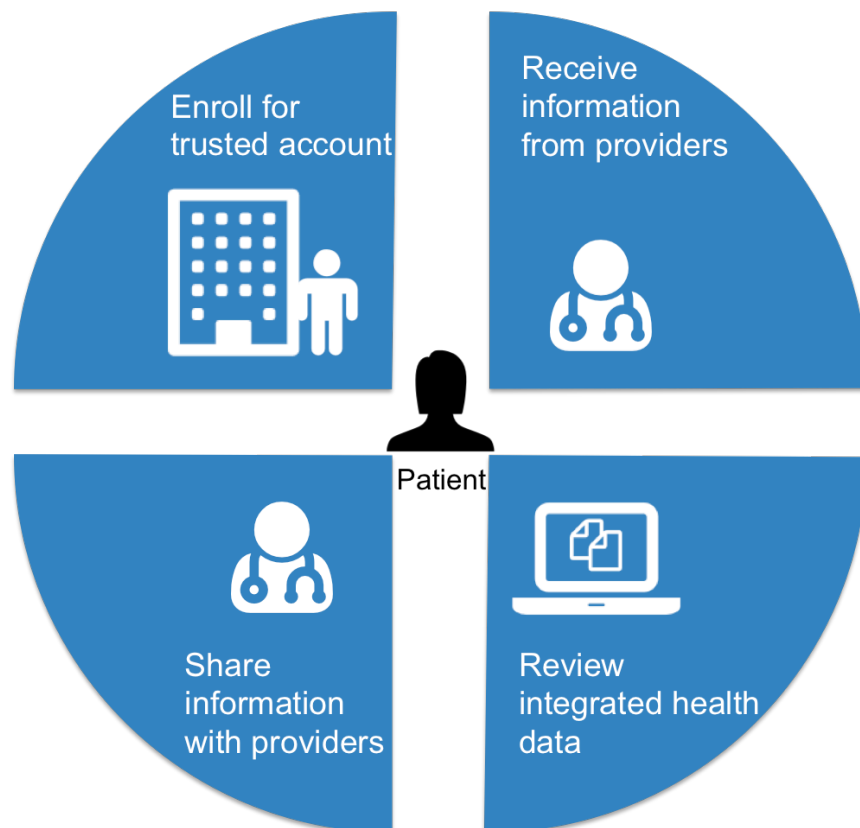 Enroll for
trusted account
Receive
information
from providers
Patient
Share
information
with providers
Review
integrated health
data